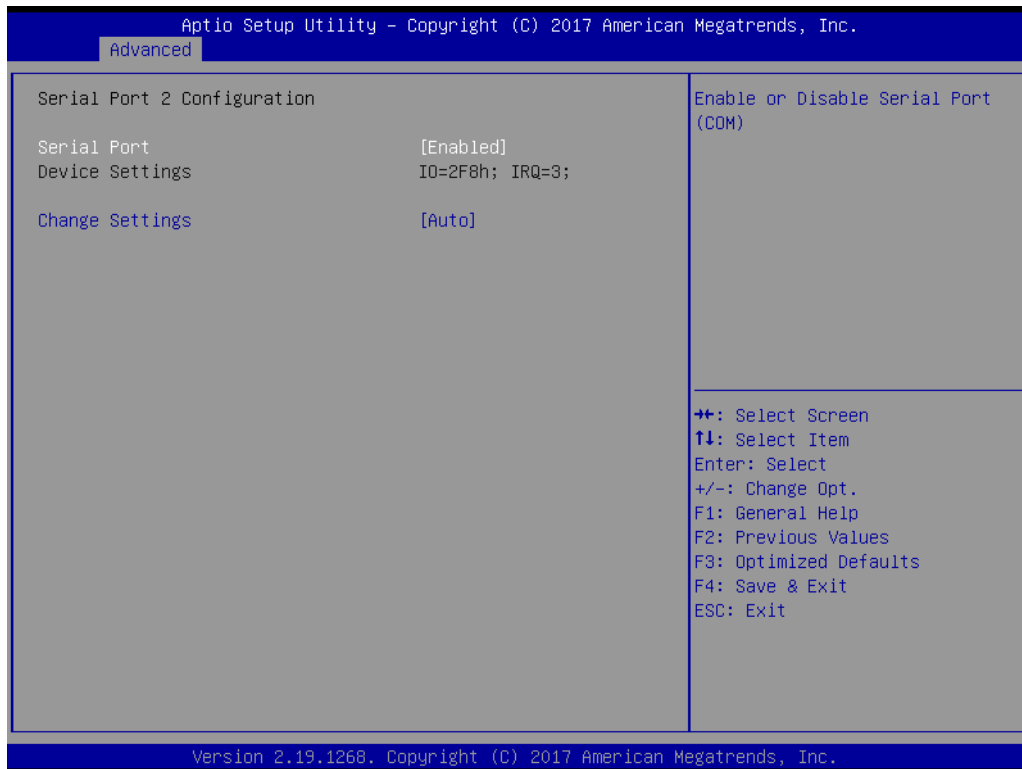 Aptio Setup Utility – Copyright (C) 2017 American Megatrends, Inc.
Advanced
Serial Port 2 Configuration
Serial Port [Enabled]
Device Settings IO=2F8h; IRQ=3;
Change Settings [Auto]
Enable or Disable Serial Port
(COM)
→←: Select Screen
↑↓: Select Item
Enter: Select
+/-: Change Opt.
F1: General Help
F2: Previous Values
F3: Optimized Defaults
F4: Save & Exit
ESC: Exit
Version 2.19.1268. Copyright (C) 2017 American Megatrends, Inc.